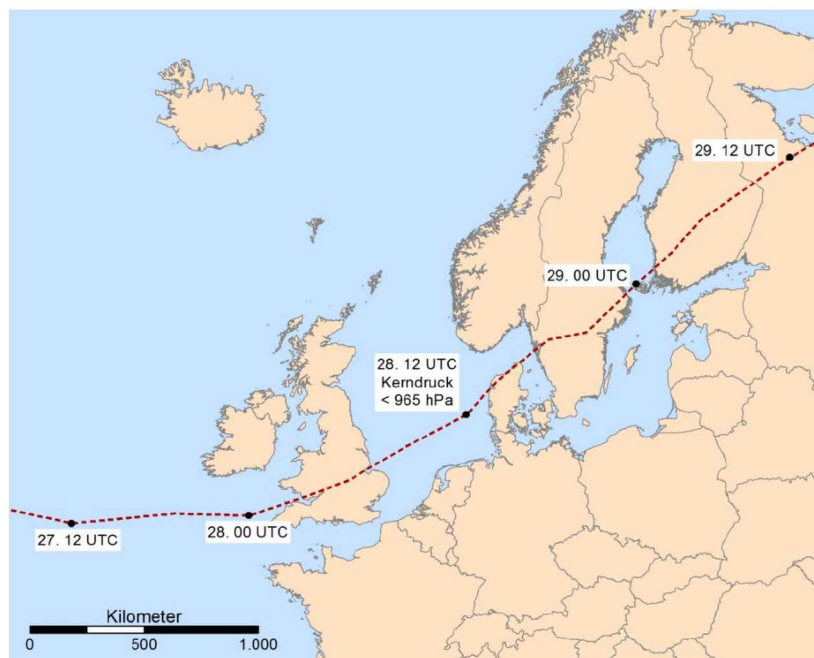 29. 12 UTC
29. 00 UTC
28. 12 UTC
Kerndruck
< 965 hPa
27. 12 UTC
28. 00 UTC
Kilometer
0 500 1.000